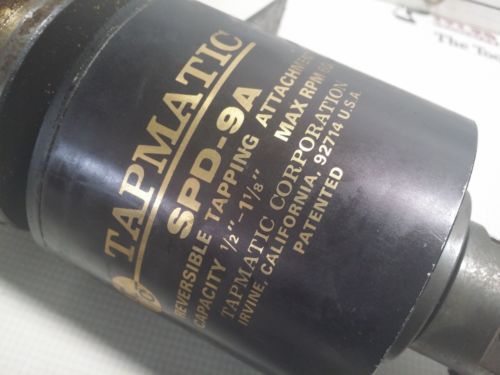 TAPMATIC
SPD-9A
REVERSIBLE TAPPING ATTACHMENT
CAPACITY 1/2"-1 1/8" MAX RPM
TAPMATIC CORPORATION
IRVINE, CALIFORNIA, 92714 U.S.A.
PATENTED
The